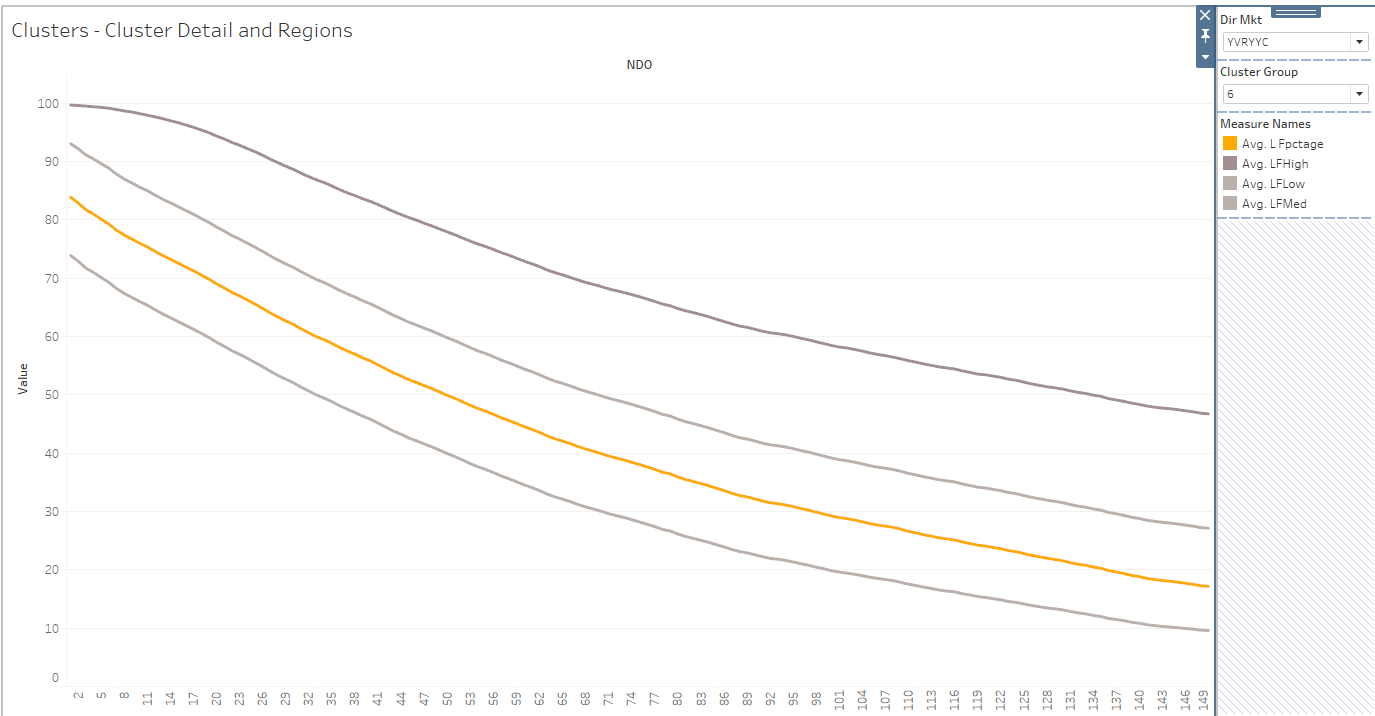 Clusters - Cluster Detail and Regions
NDO
Value
100
90
80
70
60
50
40
30
20
10
0
2 5 8 11 14 17 20 23 26 29 32 35 38 41 44 47 50 53 56 59 62 65 68 71 74 77 80 83 86 89 92 95 98 101 104 107 110 113 116 119 122 125 128 131 134 137 140 143 146 149
Dir Mkt
YVRYYC
Cluster Group
6
Measure Names
Avg. L Fpctage
Avg. LFHigh
Avg. LFLow
Avg. LFMed